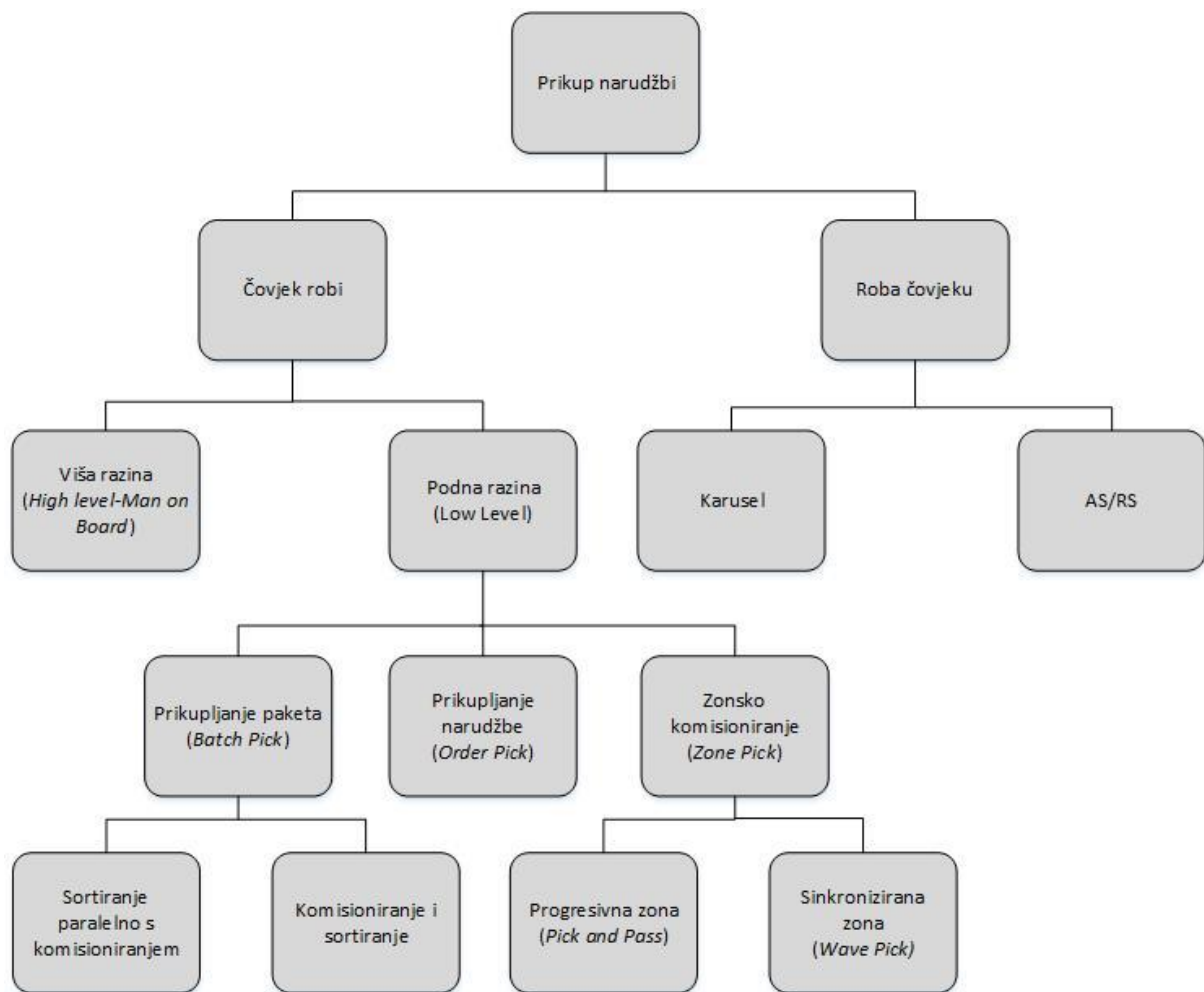 Prikup narudžbi
Čovjek robi
Roba čovjeku
Viša razina
(High level-Man on
Board)
Podna razina
(Low Level)
Karusel
AS/RS
Prikupljanje paketa
(Batch Pick)
Prikupljanje
narudžbe
(Order Pick)
Zonsko
komisioniranje
(Zone Pick)
Sortiranje
paralelno s
komisioniranjem
Komisioniranje i
sortiranje
Progresivna zona
(Pick and Pass)
Sinkronizirana
zona
(Wave Pick)